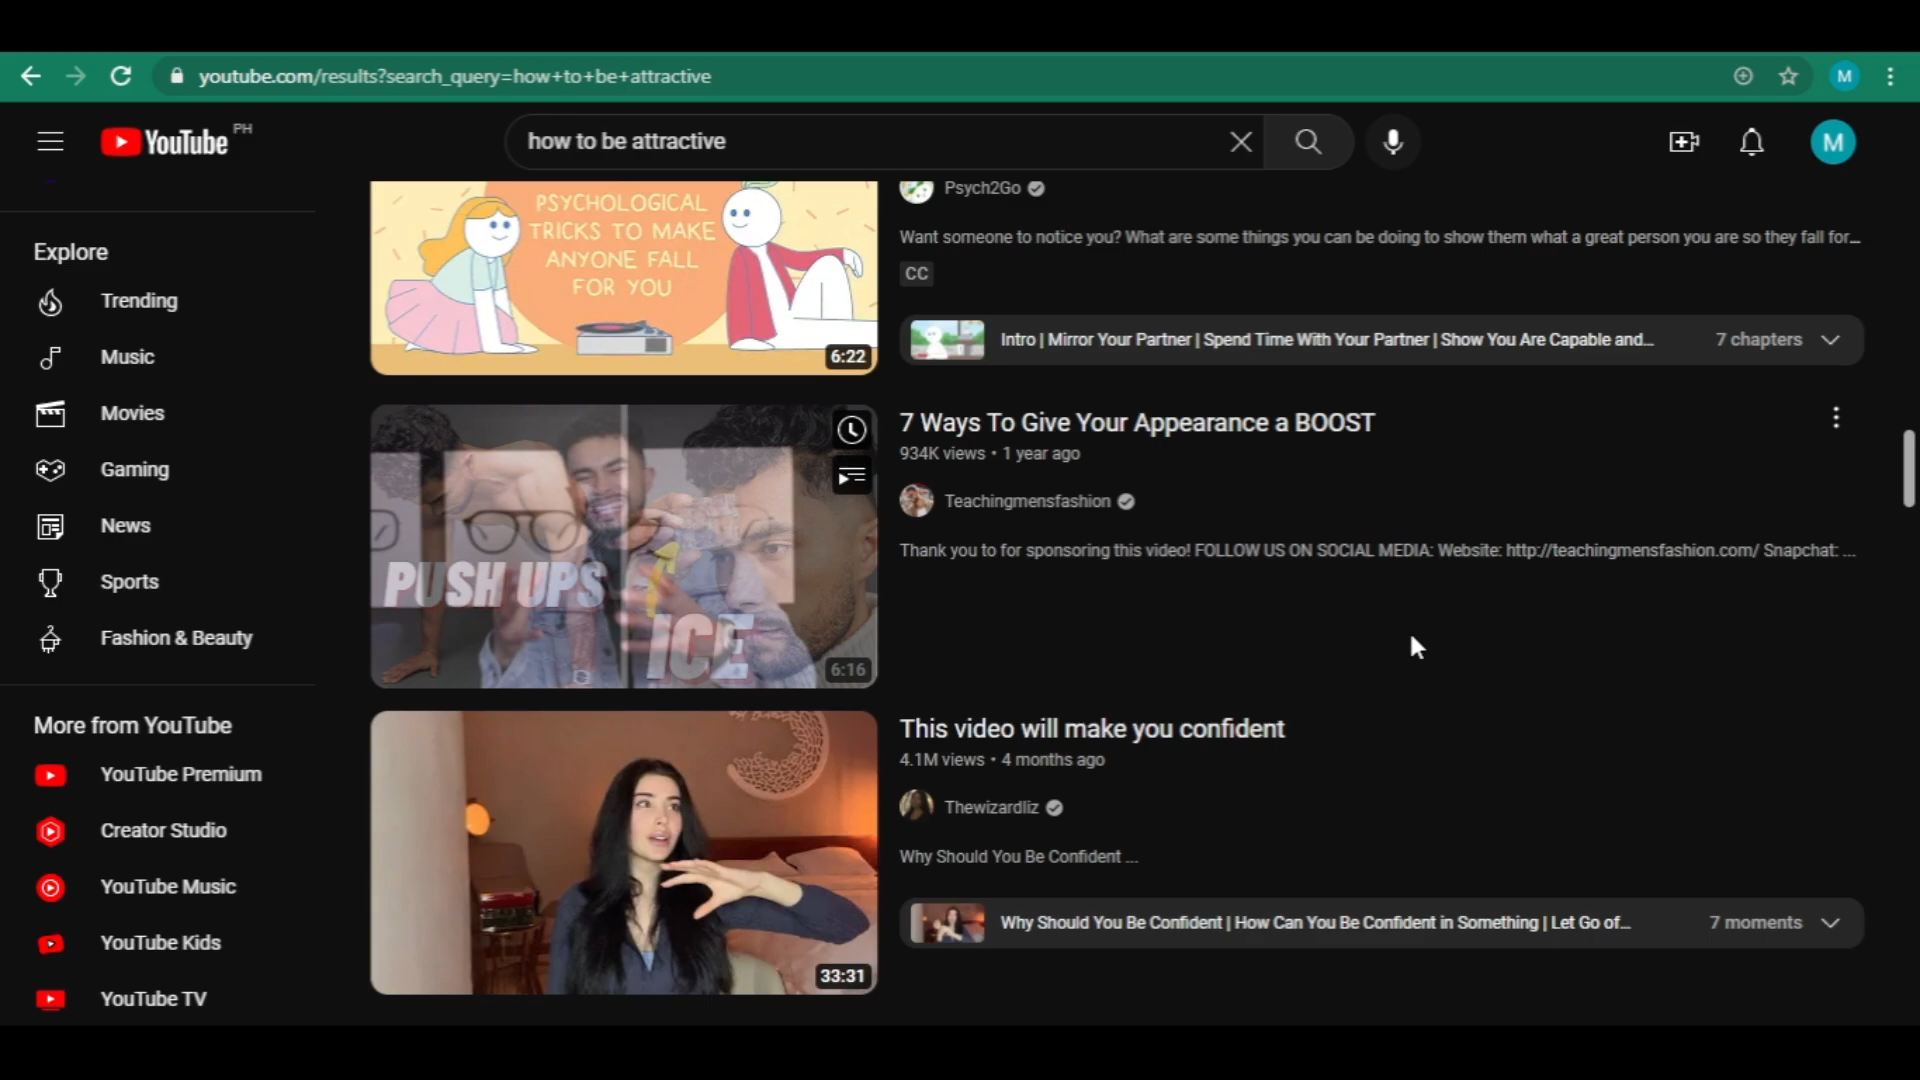 youtube.com/results?search_query=how+to+be+attractive
M
YouTube PH
how to be attractive
M
Explore
Trending
Music
Movies
Gaming
News
Sports
Fashion & Beauty
More from YouTube
YouTube Premium
Creator Studio
YouTube Music
YouTube Kids
YouTube TV
PSYCHOLOGICAL
TRICKS TO MAKE
ANYONE FALL
FOR YOU
6:22
Psych2Go
Want someone to notice you? What are some things you can be doing to show them what a great person you are so they fall for...
CC
Intro | Mirror Your Partner | Spend Time With Your Partner | Show You Are Capable and...
7 chapters
PUSH UPS
ICE
6:16
7 Ways To Give Your Appearance a BOOST
934K views • 1 year ago
Teachingmensfashion
Thank you to for sponsoring this video! FOLLOW US ON SOCIAL MEDIA: Website: http://teachingmensfashion.com/ Snapchat: ...
33:31
This video will make you confident
4.1M views • 4 months ago
Thewizardliz
Why Should You Be Confident ...
Why Should You Be Confident | How Can You Be Confident in Something | Let Go of...
7 moments